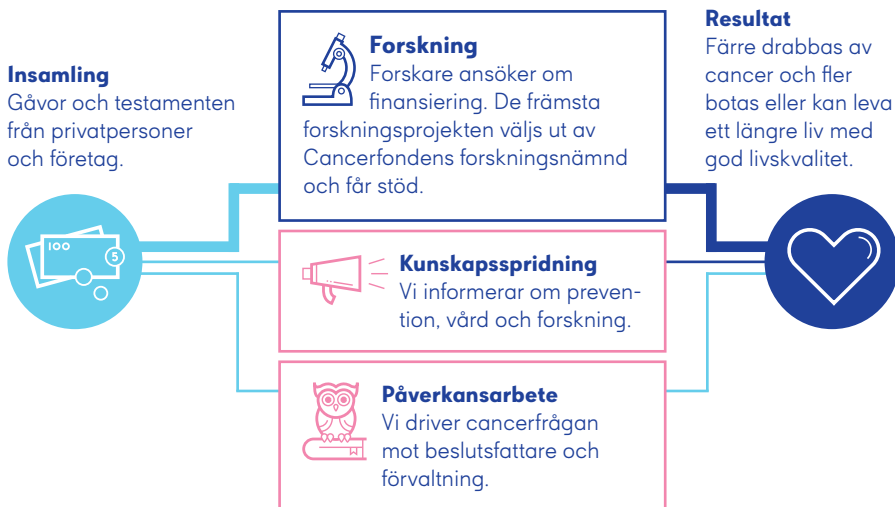 Insamling
Gåvor och testamenten
från privatpersoner
och företag.
100
5
Forskning
Forskare ansöker om
finansiering. De främsta
forskningsprojekten väljs ut av
Cancerfondens forskningsnämnd
och får stöd.
Kunskapsspridning
Vi informerar om preven-
tion, vård och forskning.
Påverkansarbete
Vi driver cancerfrågan
mot beslutsfattare och
förvaltning.
Resultat
Färre drabbas av
cancer och fler
botas eller kan leva
ett längre liv med
god livskvalitet.